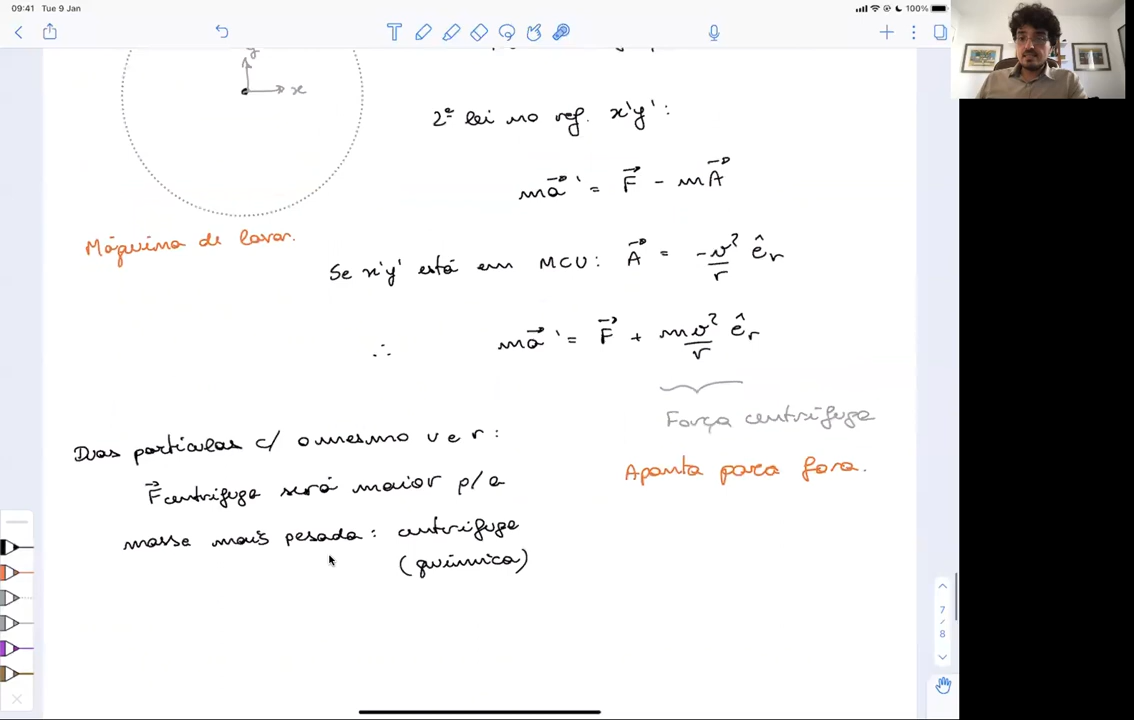 09:41 Tue 9 Jan
100%
y
x
2ª lei no ref. x'y':
ma⃗' = F⃗ - mA⃗
Máquina de lavar.
Se x'y' está em MCU: A⃗ = -v²/r ê_r
∴ ma⃗' = F⃗ + mv²/r ê_r
Força centrífuga
Aponta para fora.
Duas partículas c/ o mesmo v e r:
F⃗centrífuga será maior p/ a
massa mais pesada: centrífuga
(química)
7
/
8